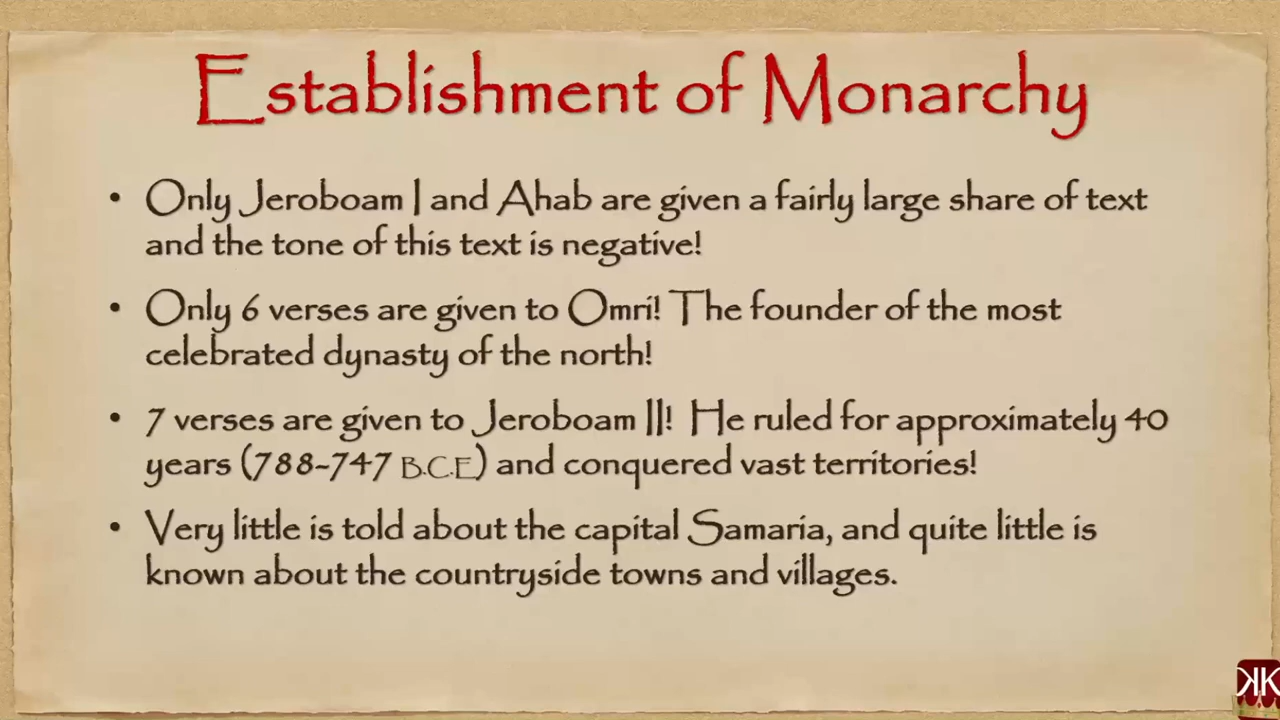 Establishment of Monarchy
• Only Jeroboam I and Ahab are given a fairly large share of text
and the tone of this text is negative!
• Only 6 verses are given to Omri! The founder of the most
celebrated dynasty of the north!
• 7 verses are given to Jeroboam II! He ruled for approximately 40
years (788-747 B.C.E) and conquered vast territories!
• Very little is told about the capital Samaria, and quite little is
known about the countryside towns and villages.
KK